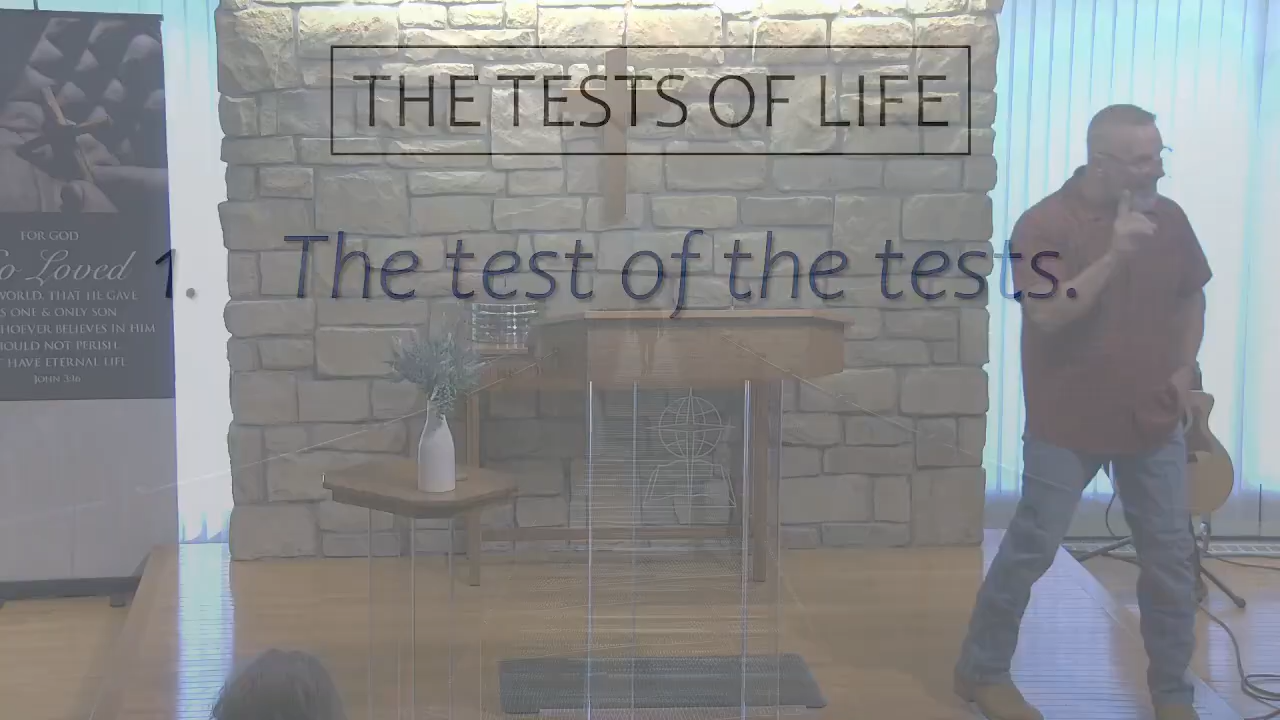 THE TESTS OF LIFE
1. The test of the tests.
FOR GOD
So Loved
WORLD, THAT HE GAVE
S ONE & ONLY SON
HOEVER BELIEVES IN HIM
HOULD NOT PERISH,
T HAVE ETERNAL LIFE
JOHN 3:16